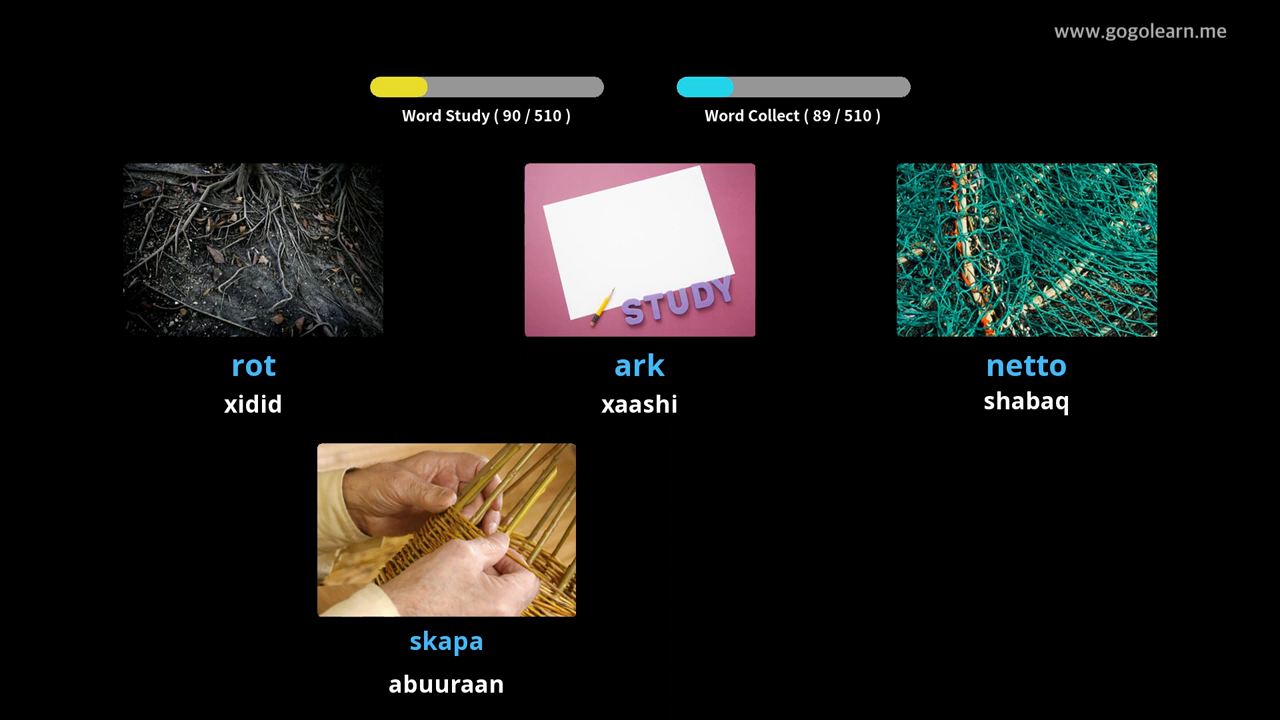 www.gogolearn.me
Word Study ( 90 / 510 )
Word Collect ( 89 / 510 )
STUDY
rot
ark
netto
xidid
xaashi
shabaq
skapa
abuuraan